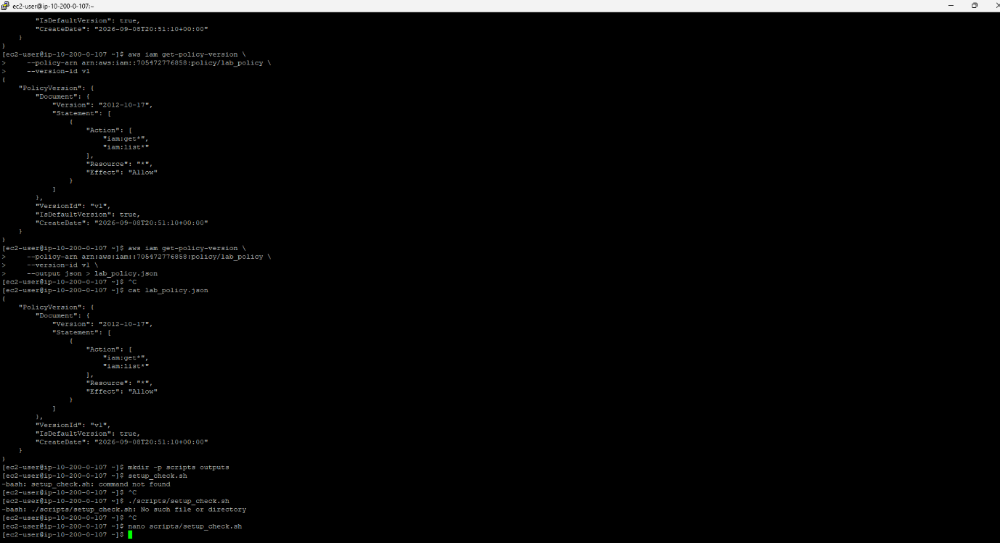 ec2-user@ip-10-200-0-107:~
        "IsDefaultVersion": true,
        "CreateDate": "2026-09-08T20:51:10+00:00"
    }
}
[ec2-user@ip-10-200-0-107 ~]$ aws iam get-policy-version \
>     --policy-arn arn:aws:iam::705472776858:policy/lab_policy \
>     --version-id v1
{
    "PolicyVersion": {
        "Document": {
            "Version": "2012-10-17",
            "Statement": [
                {
                    "Action": [
                        "iam:get*",
                        "iam:list*"
                    ],
                    "Resource": "*",
                    "Effect": "Allow"
                }
            ]
        },
        "VersionId": "v1",
        "IsDefaultVersion": true,
        "CreateDate": "2026-09-08T20:51:10+00:00"
    }
}
[ec2-user@ip-10-200-0-107 ~]$ aws iam get-policy-version \
>     --policy-arn arn:aws:iam::705472776858:policy/lab_policy \
>     --version-id v1 \
>     --output json > lab_policy.json
[ec2-user@ip-10-200-0-107 ~]$ ^C
[ec2-user@ip-10-200-0-107 ~]$ cat lab_policy.json
{
    "PolicyVersion": {
        "Document": {
            "Version": "2012-10-17",
            "Statement": [
                {
                    "Action": [
                        "iam:get*",
                        "iam:list*"
                    ],
                    "Resource": "*",
                    "Effect": "Allow"
                }
            ]
        },
        "VersionId": "v1",
        "IsDefaultVersion": true,
        "CreateDate": "2026-09-08T20:51:10+00:00"
    }
}
[ec2-user@ip-10-200-0-107 ~]$ mkdir -p scripts outputs
[ec2-user@ip-10-200-0-107 ~]$ setup_check.sh
-bash: setup_check.sh: command not found
[ec2-user@ip-10-200-0-107 ~]$ ^C
[ec2-user@ip-10-200-0-107 ~]$ ./scripts/setup_check.sh
-bash: ./scripts/setup_check.sh: No such file or directory
[ec2-user@ip-10-200-0-107 ~]$ ^C
[ec2-user@ip-10-200-0-107 ~]$ nano scripts/setup_check.sh
[ec2-user@ip-10-200-0-107 ~]$